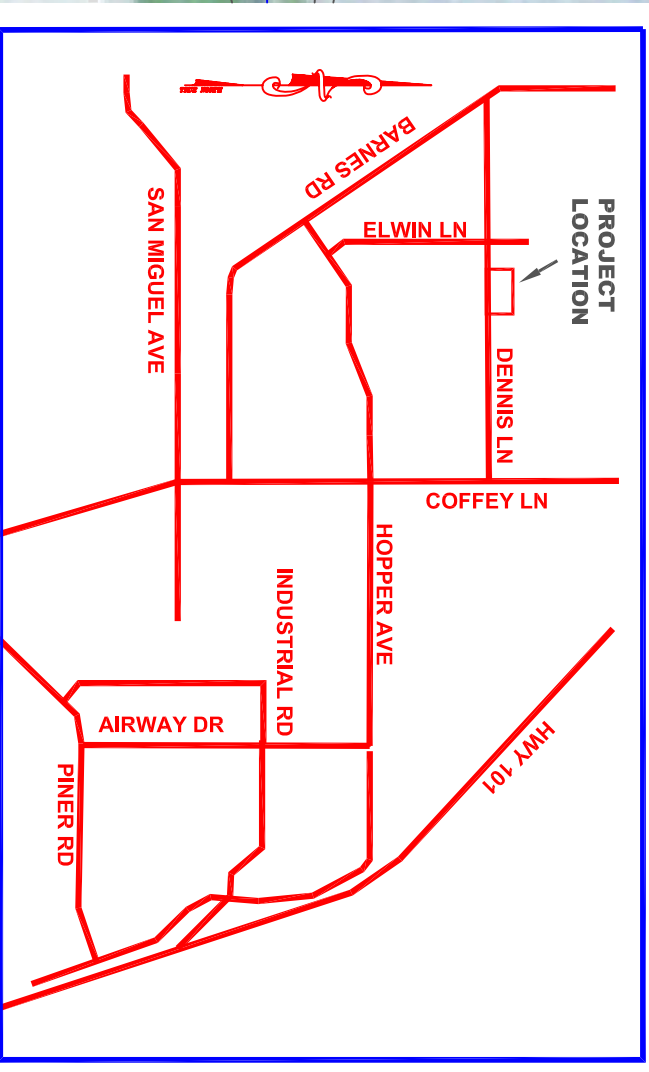 PROJECT
LOCATION
BARNES RD
ELWIN LN
SAN MIGUEL AVE
DENNIS LN
COFFEY LN
HOPPER AVE
INDUSTRIAL RD
AIRWAY DR
HWY 101
PINER RD